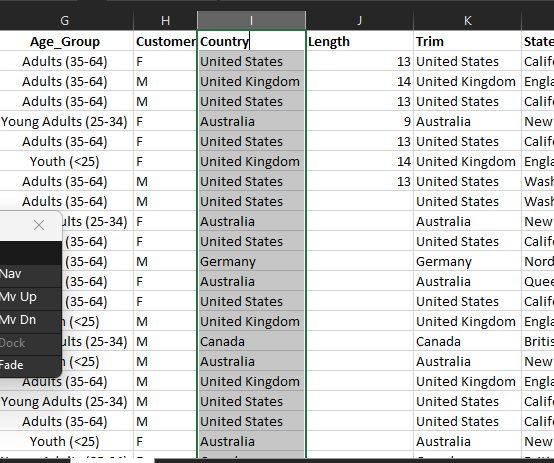 G H I J K
Age_Group Customer Country Length Trim State
Adults (35-64) F United States 13 United States Calif
Adults (35-64) M United Kingdom 14 United Kingdom Engla
Adults (35-64) M United States 13 United States Calif
Young Adults (25-34) F Australia 9 Australia New
Adults (35-64) F United States 13 United States Calif
Youth (<25) F United Kingdom 14 United Kingdom Engla
Adults (35-64) M United States 13 United States Wash
Adults (35-64) M United States United States Wash
ults (25-34) F Australia Australia New
(35-64) F United States United States Calif
Nav (35-64) M Germany Germany Nord
(35-64) F Australia Australia Quee
Mv Up (35-64) F United States United States Calif
Mv Dn n (<25) M United Kingdom United Kingdom Engla
Dock ults (25-34) M Canada Canada Britis
Fade n (<25) M Australia Australia New
Adults (35-64) M United Kingdom United Kingdom Engla
Young Adults (25-34) M United States United States Calif
Adults (35-64) M United States United States Calif
Youth (<25) F Australia Australia New